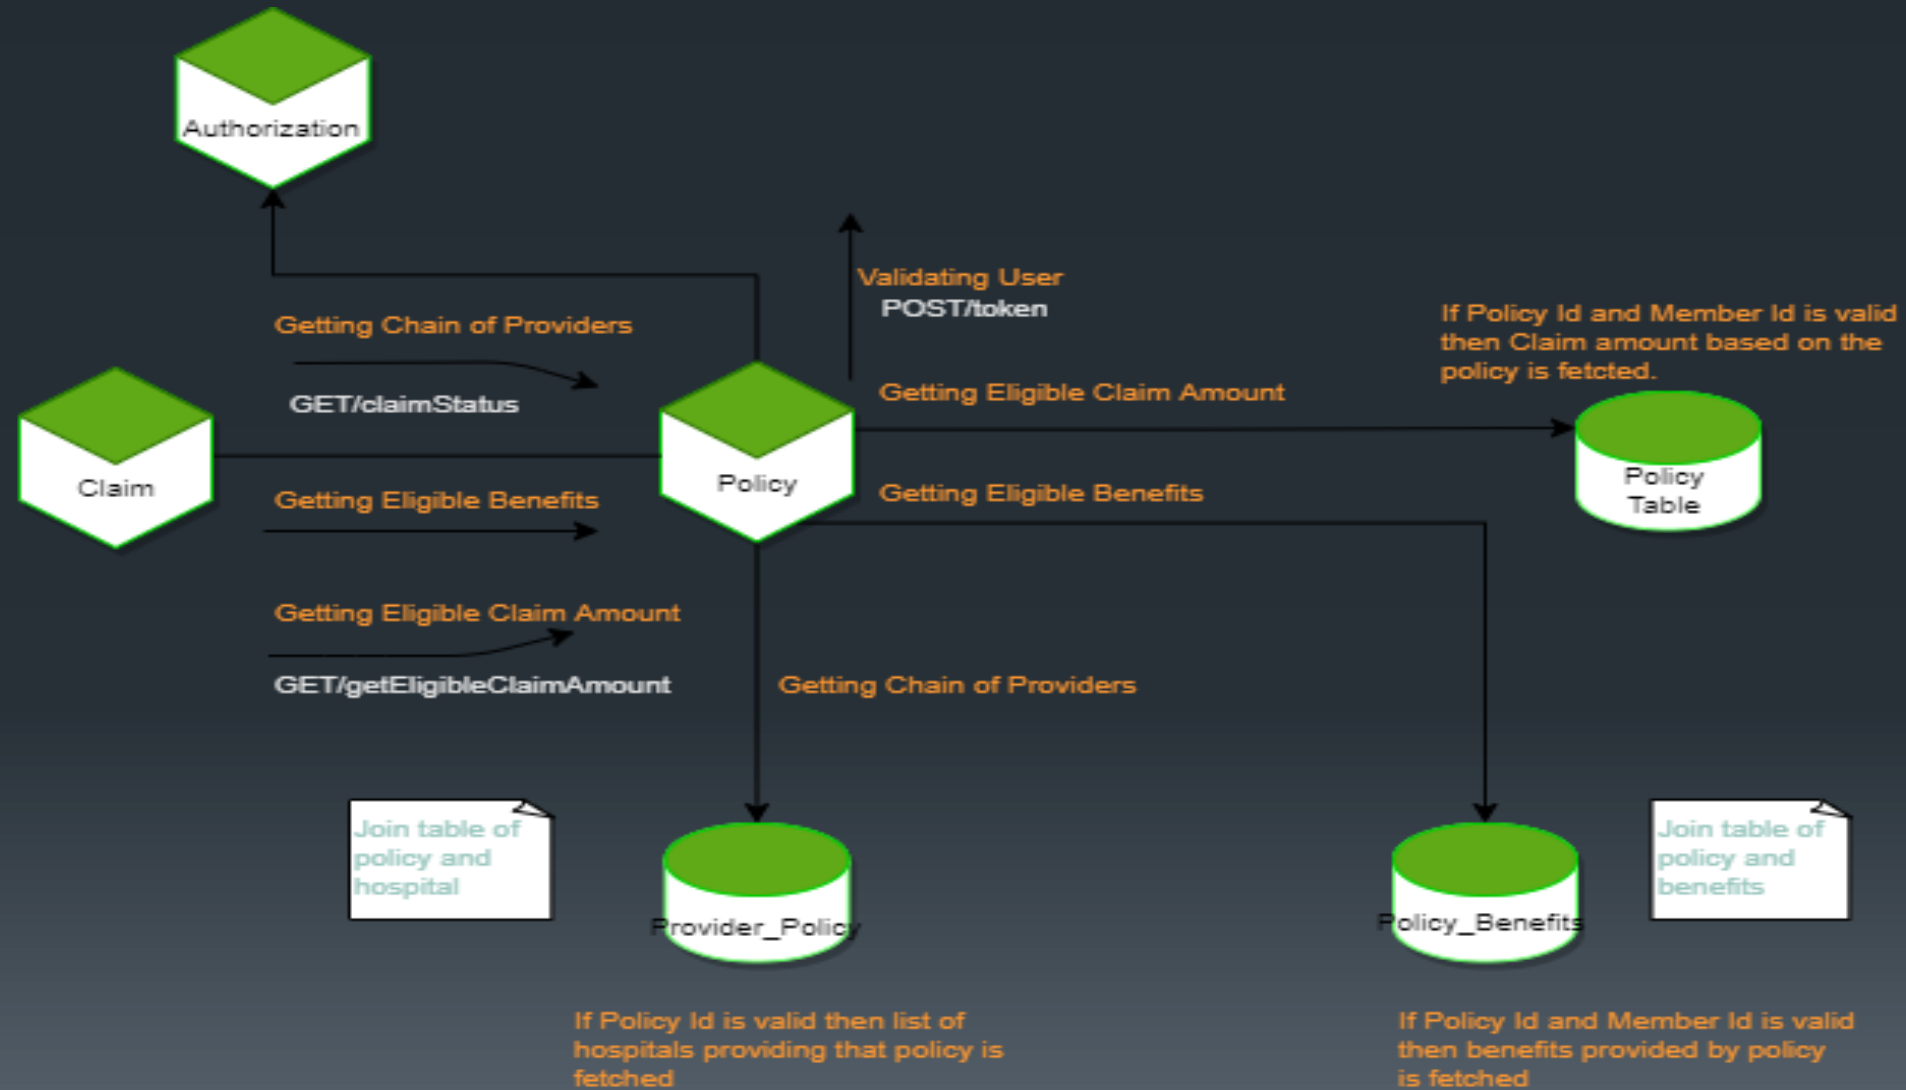 Authorization
Validating User
POST/token
Getting Chain of Providers
GET/claimStatus
If Policy Id and Member Id is valid
then Claim amount based on the
policy is fetcted.
Getting Eligible Claim Amount
Claim
Policy
Policy
Table
Getting Eligible Benefits
Getting Eligible Benefits
Getting Eligible Claim Amount
GET/getEligibleClaimAmount
Getting Chain of Providers
Join table of
policy and
hospital
Provider_Policy
Policy_Benefits
Join table of
policy and
benefits
If Policy Id is valid then list of
hospitals providing that policy is
fetched
If Policy Id and Member Id is valid
then benefits provided by policy
is fetched